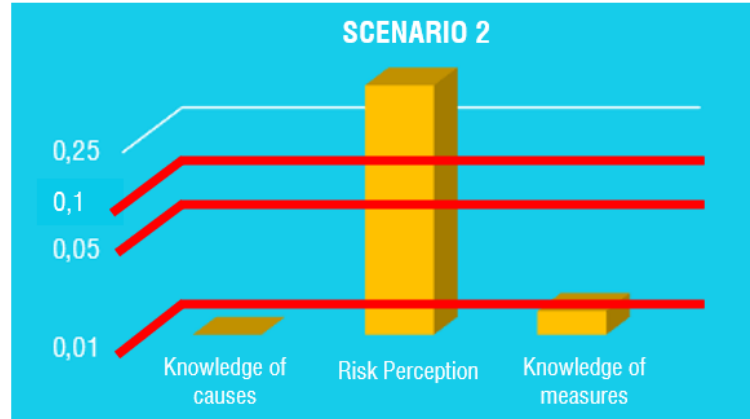 SCENARIO 2
0,25
0,1
0,05
0,01
Knowledge of
causes
Risk Perception
Knowledge of
measures